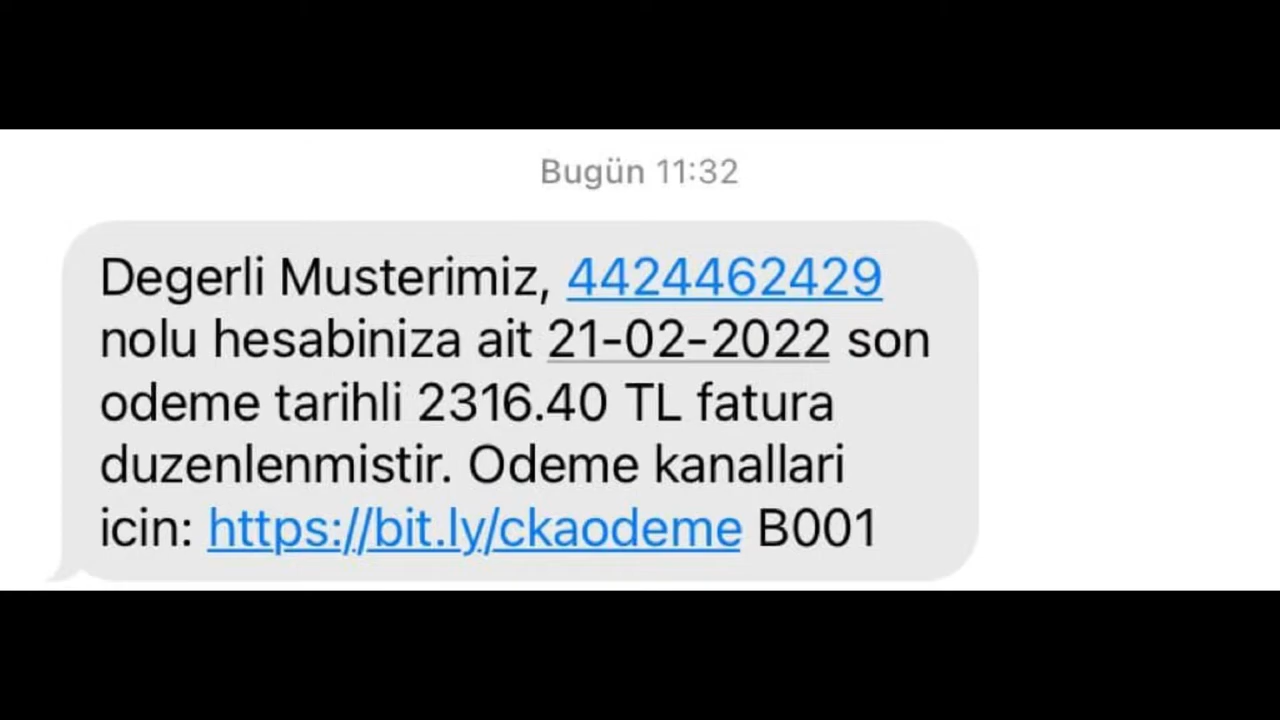 Bugün 11:32
Degerli Musterimiz, 4424462429
nolu hesabiniza ait 21-02-2022 son
odeme tarihli 2316.40 TL fatura
duzenlenmistir. Odeme kanallari
icin: https://bit.ly/ckaodeme B001